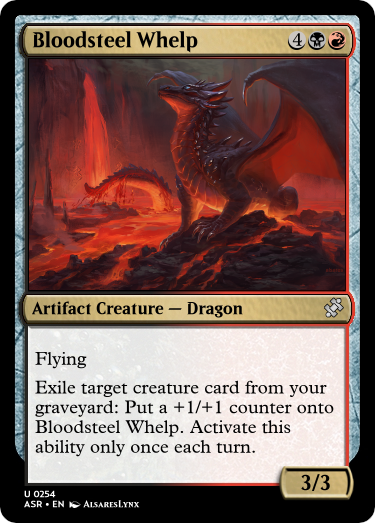 Bloodsteel Whelp 4
Artifact Creature — Dragon
Flying
Exile target creature card from your
graveyard: Put a +1/+1 counter onto
Bloodsteel Whelp. Activate this
ability only once each turn.
3/3
U 0254
ASR • EN AlsaresLynx